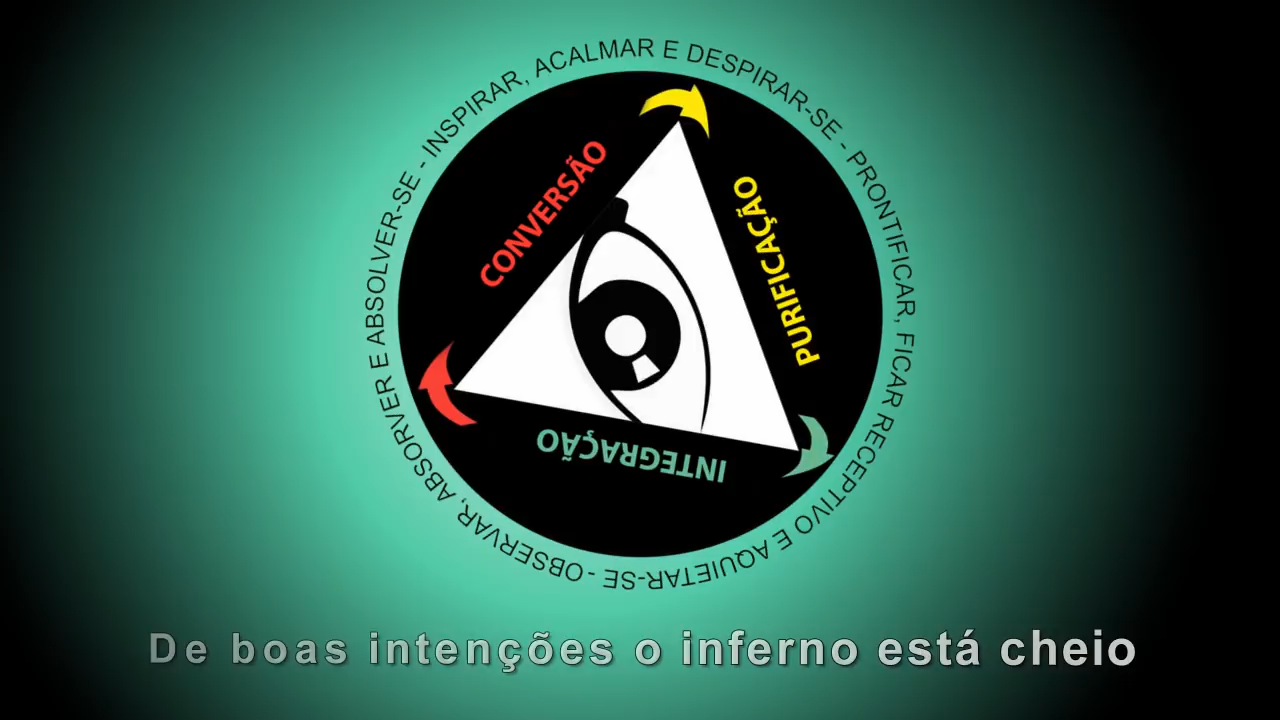 INSPIRAR, ACALMAR E DESPIRAR-SE - PRONTIFICAR, FICAR RECEPTIVO E AQUIETAR-SE - OBSERVAR, ABSORVER E ABSOLVER-SE -
CONVERSÃO
PURIFICAÇÃO
INTEGRAÇÃO
De boas intenções o inferno está cheio